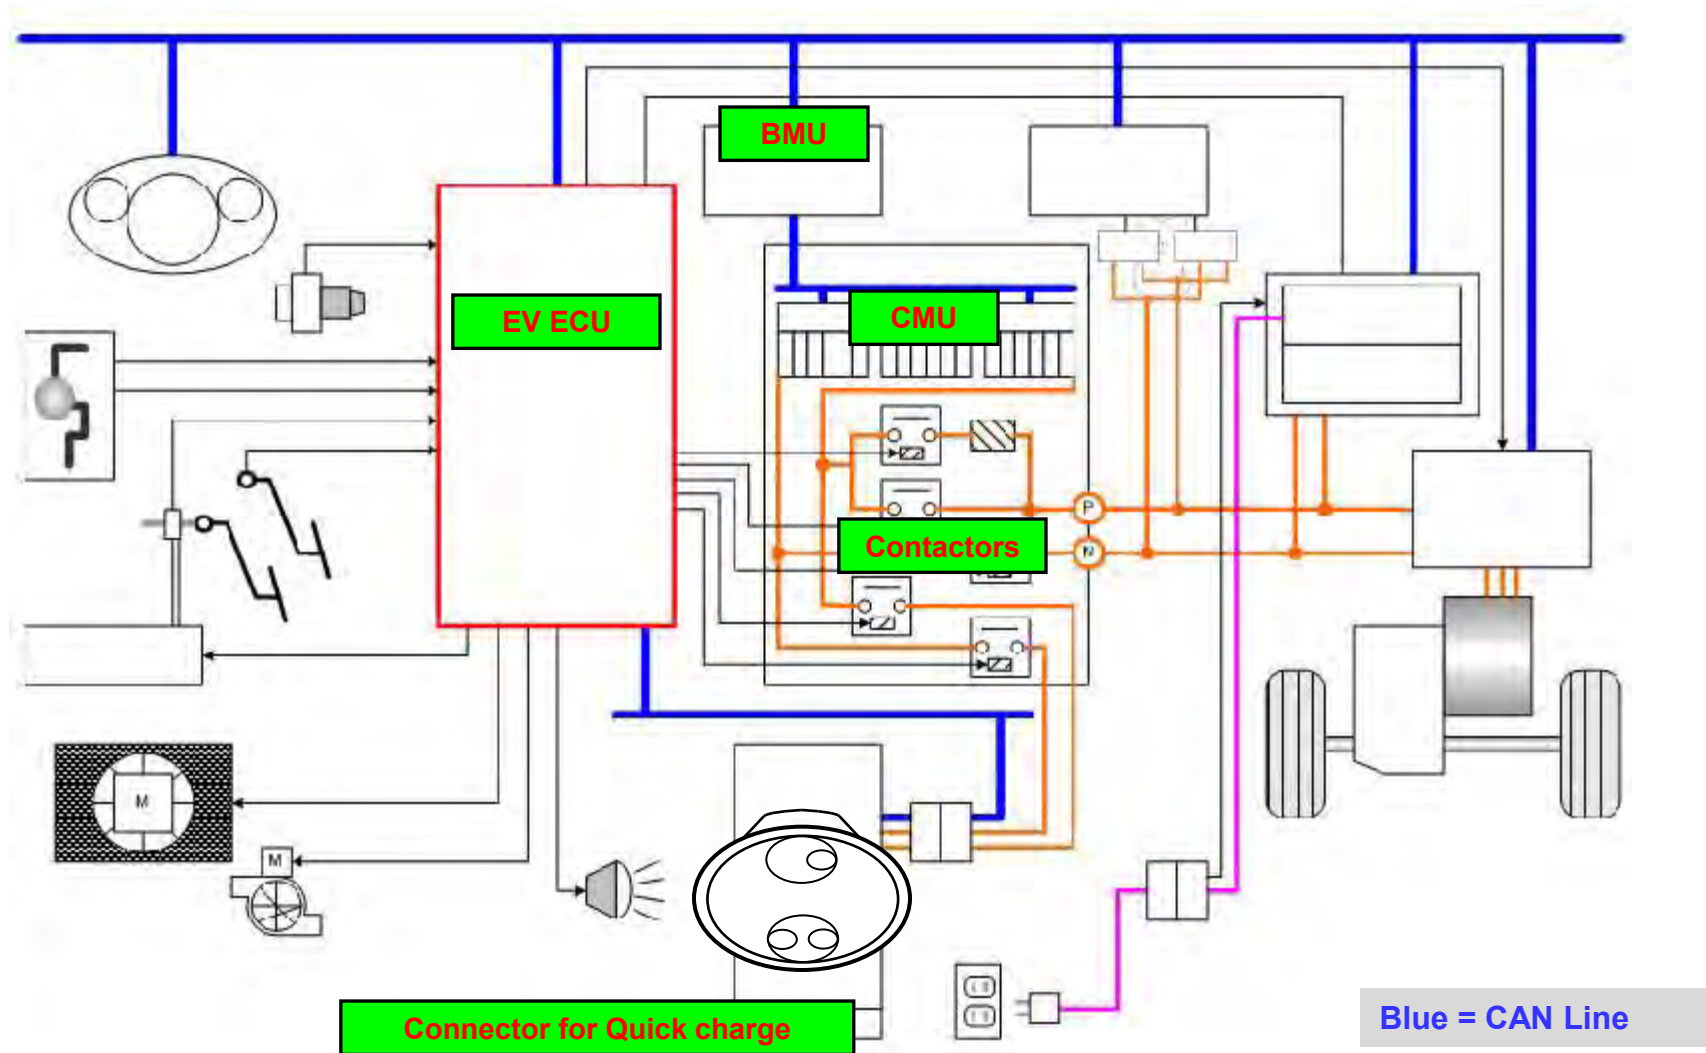 BMU
EV ECU
CMU
P
Contactors
N
M
M
Connector for Quick charge
Blue = CAN Line